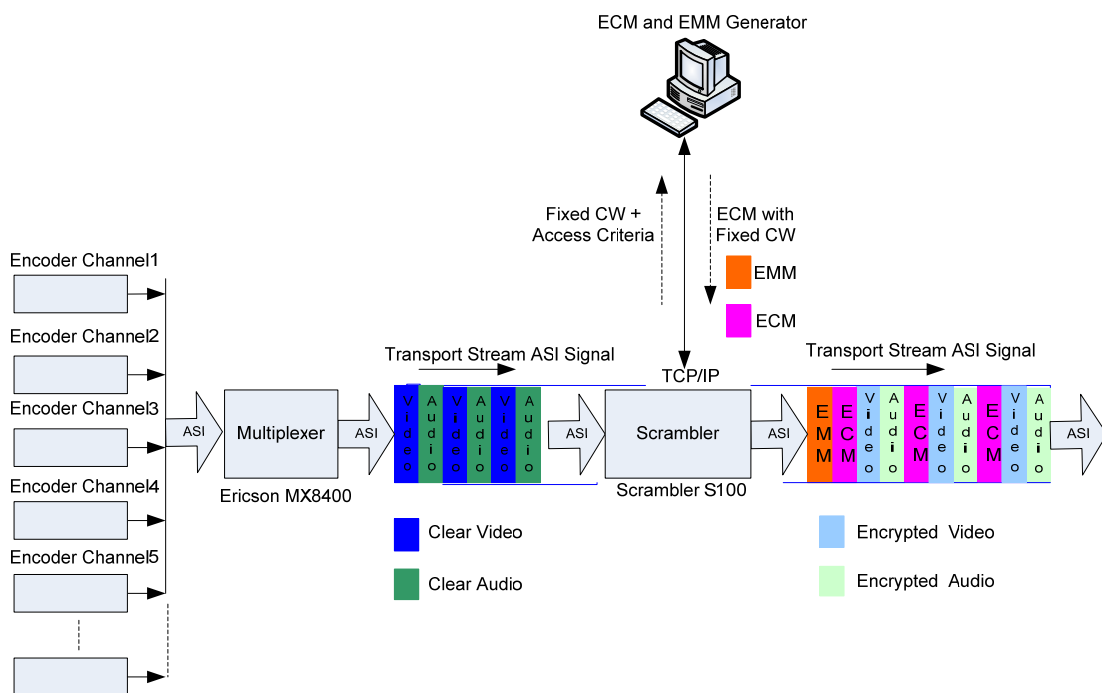 ECM and EMM Generator
Fixed CW +
Access Criteria
ECM with
Fixed CW
EMM
ECM
Encoder Channel1
Encoder Channel2
Encoder Channel3
Encoder Channel4
Encoder Channel5
ASI
Multiplexer
Ericson MX8400
ASI
Transport Stream ASI Signal
Video
Audio
Video
Audio
Video
Audio
Clear Video
Clear Audio
ASI
TCP/IP
Scrambler
Scrambler S100
ASI
Transport Stream ASI Signal
EMM
ECM
Video
Audio
ECM
Video
Audio
ECM
Video
Audio
ASI
Encrypted Video
Encrypted Audio